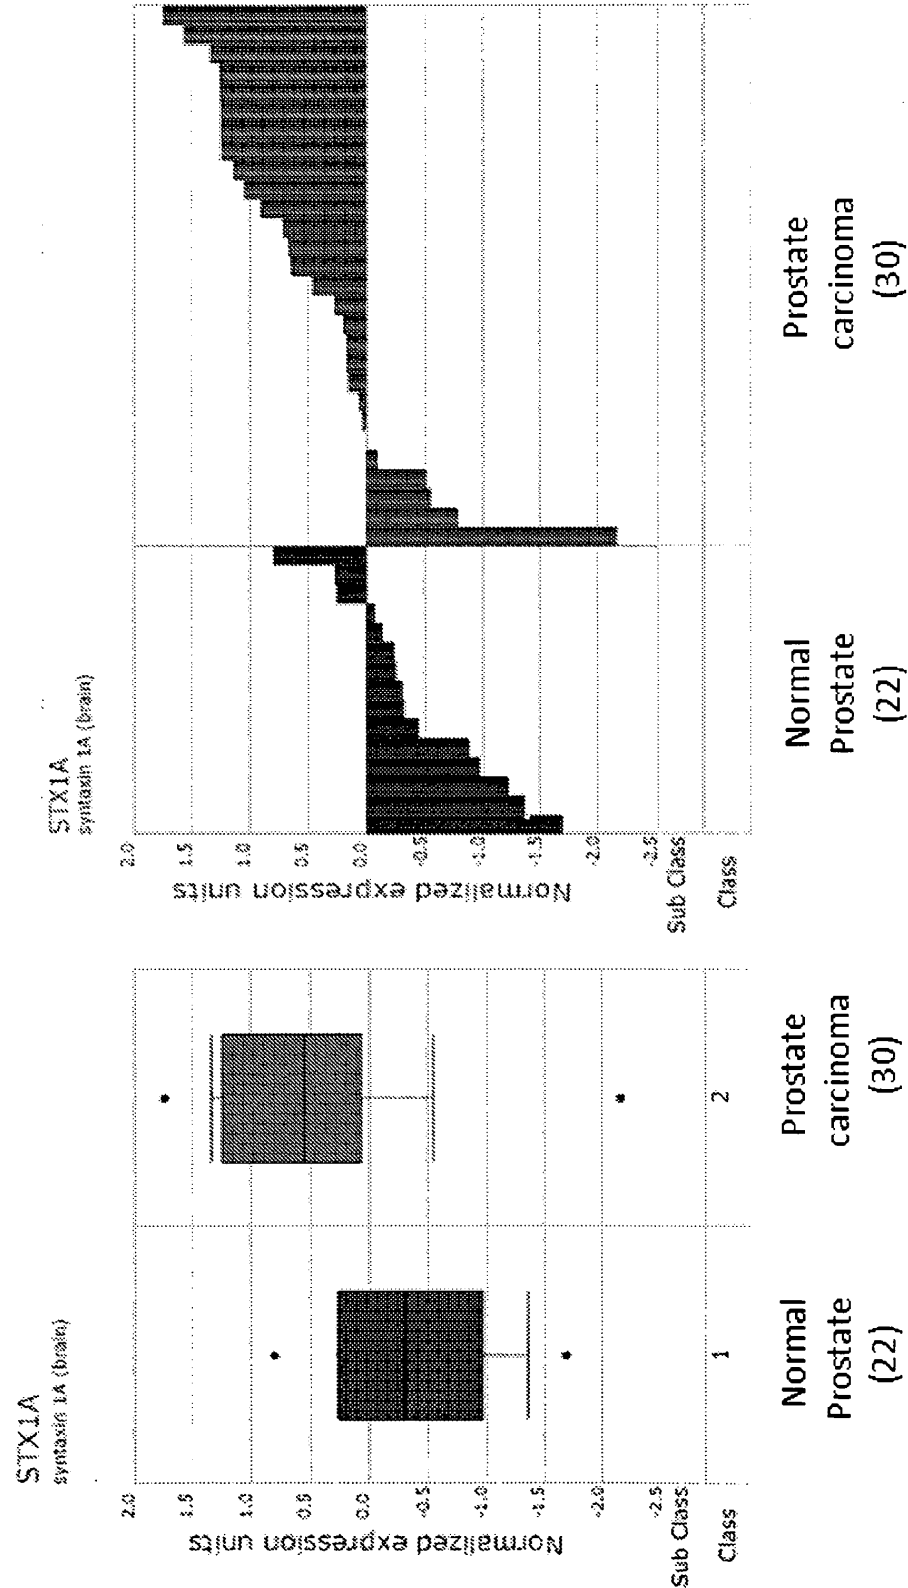 STX1A
syntaxin 1A (brain)
Normalized expression units
2.0
1.5
1.0
0.5
0.0
-0.5
-1.0
-1.5
-2.0
-2.5
Sub Class
Class
1
2
Normal
Prostate
(22)
Prostate
carcinoma
(30)
STX1A
syntaxin 1A (brain)
Normalized expression units
2.0
1.5
1.0
0.5
0.0
-0.5
-1.0
-1.5
-2.0
-2.5
Sub Class
Class
Normal
Prostate
(22)
Prostate
carcinoma
(30)